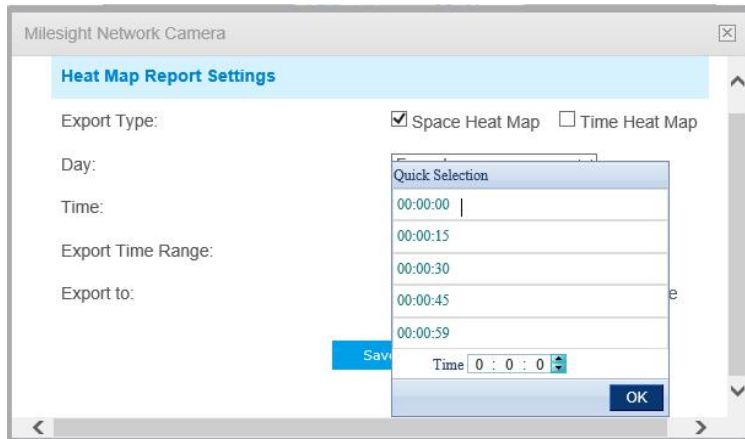 Milesight Network Camera
Heat Map Report Settings
Export Type: Space Heat Map Time Heat Map
Day:
Quick Selection
Time:
00:00:00
00:00:15
Export Time Range:
00:00:30
Export to:
00:00:45
00:00:59
Time 0 : 0 : 0
OK